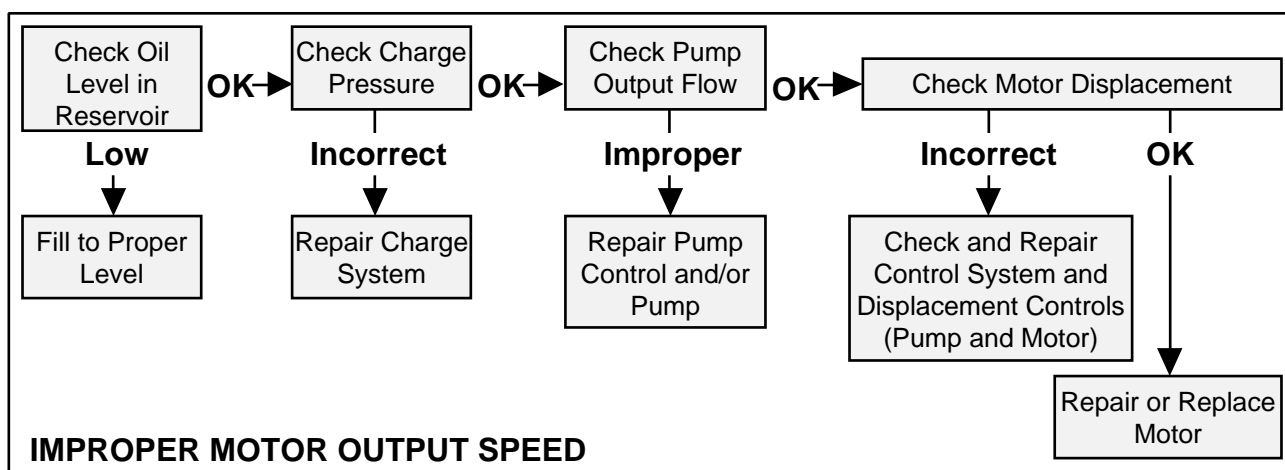 Check Oil
Level in
Reservoir
OK
Check Charge
Pressure
OK
Check Pump
Output Flow
OK
Check Motor Displacement
Low
Incorrect
Improper
Incorrect
OK
Fill to Proper
Level
Repair Charge
System
Repair Pump
Control and/or
Pump
Check and Repair
Control System and
Displacement Controls
(Pump and Motor)
Repair or Replace
Motor
IMPROPER MOTOR OUTPUT SPEED